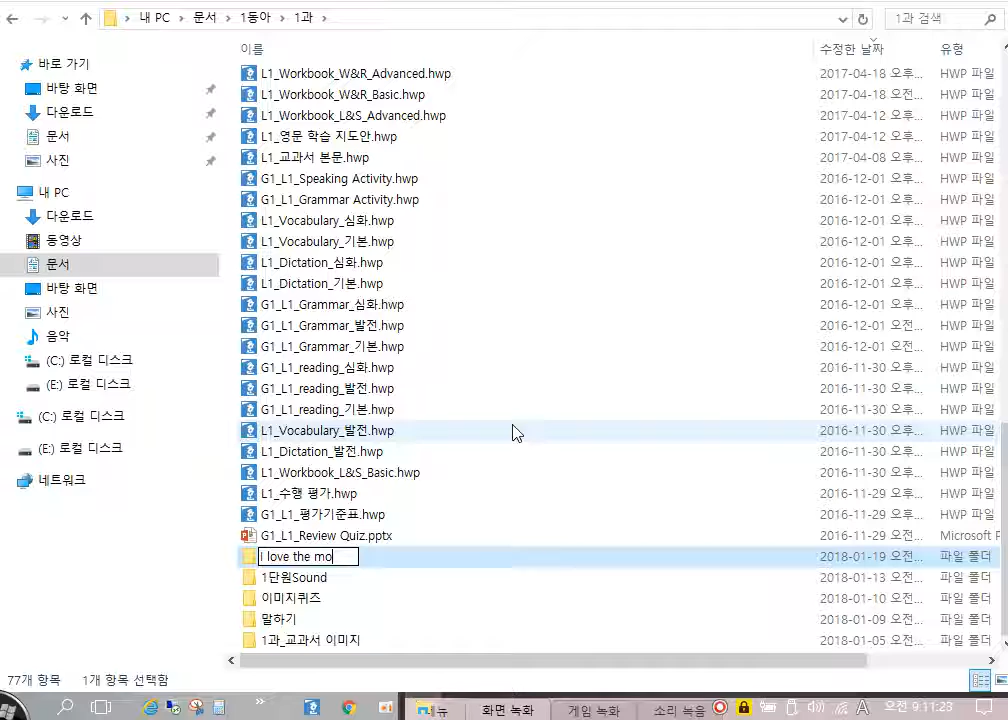 내 PC > 문서 > 1동아 > 1과 >
1과 검색
이름 수정한 날짜 유형
바로 가기
바탕 화면
다운로드
문서
사진
내 PC
다운로드
동영상
문서
바탕 화면
사진
음악
(C:) 로컬 디스크
(E:) 로컬 디스크
(C:) 로컬 디스크
(E:) 로컬 디스크
네트워크
L1_Workbook_W&R_Advanced.hwp 2017-04-18 오후... HWP 파일
L1_Workbook_W&R_Basic.hwp 2017-04-18 오전... HWP 파일
L1_Workbook_L&S_Advanced.hwp 2017-04-12 오후... HWP 파일
L1_영문 학습 지도안.hwp 2017-04-12 오후... HWP 파일
L1_교과서 본문.hwp 2017-04-08 오전... HWP 파일
G1_L1_Speaking Activity.hwp 2016-12-01 오후... HWP 파일
G1_L1_Grammar Activity.hwp 2016-12-01 오후... HWP 파일
L1_Vocabulary_심화.hwp 2016-12-01 오후... HWP 파일
L1_Vocabulary_기본.hwp 2016-12-01 오후... HWP 파일
L1_Dictation_심화.hwp 2016-12-01 오후... HWP 파일
L1_Dictation_기본.hwp 2016-12-01 오후... HWP 파일
G1_L1_Grammar_심화.hwp 2016-12-01 오후... HWP 파일
G1_L1_Grammar_발전.hwp 2016-12-01 오전... HWP 파일
G1_L1_Grammar_기본.hwp 2016-12-01 오전... HWP 파일
G1_L1_reading_심화.hwp 2016-11-30 오후... HWP 파일
G1_L1_reading_발전.hwp 2016-11-30 오후... HWP 파일
G1_L1_reading_기본.hwp 2016-11-30 오후... HWP 파일
L1_Vocabulary_발전.hwp 2016-11-30 오후... HWP 파일
L1_Dictation_발전.hwp 2016-11-30 오후... HWP 파일
L1_Workbook_L&S_Basic.hwp 2016-11-30 오후... HWP 파일
L1_수행 평가.hwp 2016-11-29 오후... HWP 파일
G1_L1_평가기준표.hwp 2016-11-29 오후... HWP 파일
G1_L1_Review Quiz.pptx 2016-11-29 오전... Microsoft P
I love the mo 2018-01-19 오전... 파일 폴더
1단원Sound 2018-01-13 오전... 파일 폴더
이미지퀴즈 2018-01-10 오전... 파일 폴더
말하기 2018-01-09 오전... 파일 폴더
1과_교과서 이미지 2018-01-05 오전... 파일 폴더
77개 항목 1개 항목 선택함
메뉴 화면 녹화 게임 녹화 소리 녹음 A 오전 9:11:23